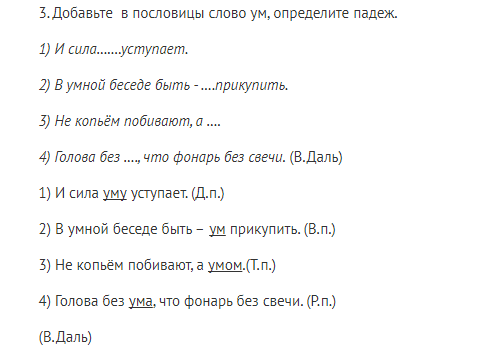 3. Добавьте в пословицы слово ум, определите падеж.
1) И сила.......уступает.
2) В умной беседе быть - ....прикупить.
3) Не копьём побивают, а ....
4) Голова без ...., что фонарь без свечи. (В.Даль)
1) И сила уму уступает. (Д.п.)
2) В умной беседе быть – ум прикупить. (В.п.)
3) Не копьём побивают, а умом.(Т.п.)
4) Голова без ума, что фонарь без свечи. (Р.п.)
(В.Даль)